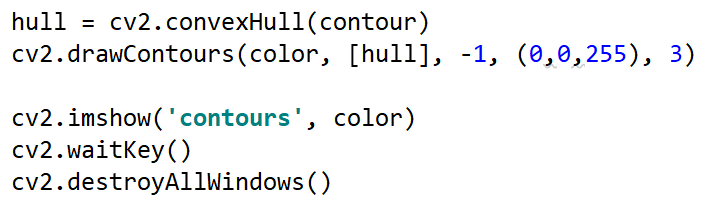 hull = cv2.convexHull(contour)
cv2.drawContours(color, [hull], -1, (0,0,255), 3)
cv2.imshow('contours', color)
cv2.waitKey()
cv2.destroyAllWindows()